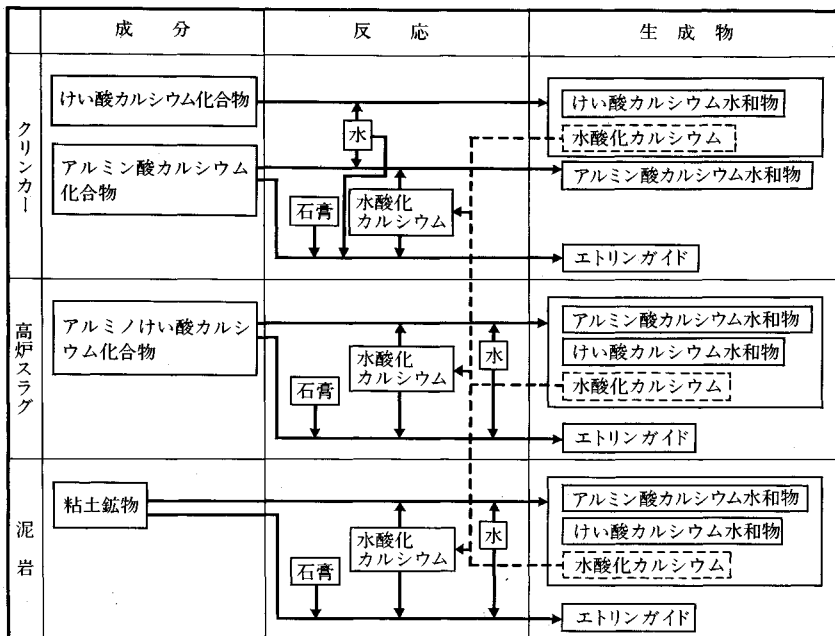 成分
反応
生成物
クリンカー
けい酸カルシウム化合物
アルミン酸カルシウム
化合物
水
石膏
水酸化
カルシウム
けい酸カルシウム水和物
水酸化カルシウム
アルミン酸カルシウム水和物
エトリンガイド
高炉スラグ
アルミノけい酸カルシ
ウム化合物
石膏
水酸化
カルシウム
水
アルミン酸カルシウム水和物
けい酸カルシウム水和物
水酸化カルシウム
エトリンガイド
泥岩
粘土鉱物
石膏
水酸化
カルシウム
水
アルミン酸カルシウム水和物
けい酸カルシウム水和物
水酸化カルシウム
エトリンガイド